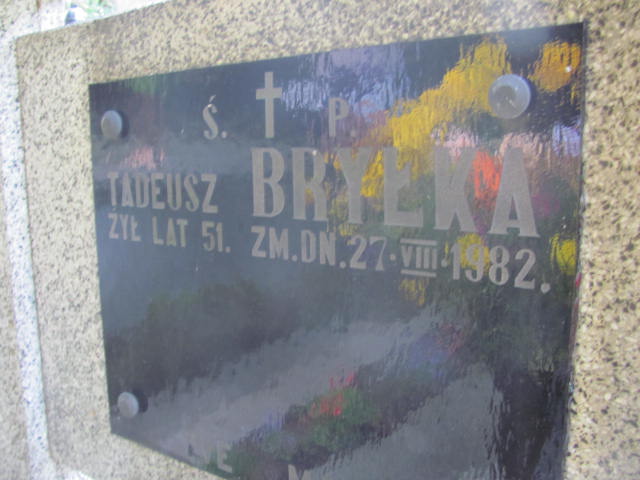 Ś. P.
TADEUSZ BRYŁKA
ŻYŁ LAT 51. ZM. DN. 27·VIII·1982.